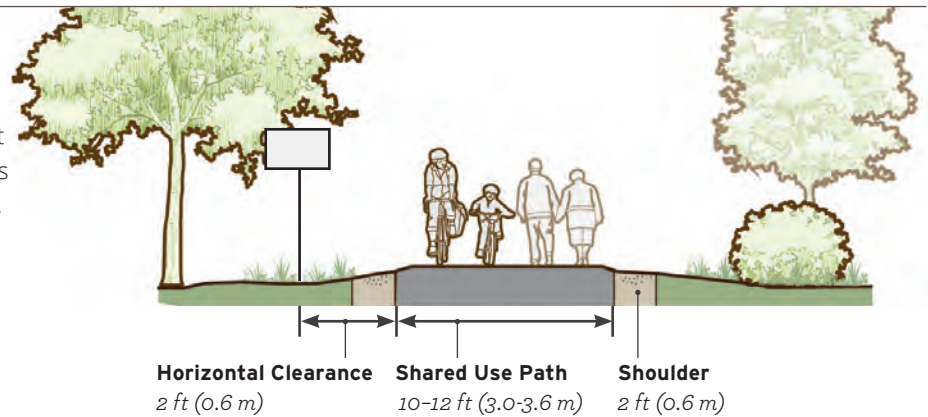 t
s
Horizontal Clearance
2 ft (0.6 m)
Shared Use Path
10–12 ft (3.0-3.6 m)
Shoulder
2 ft (0.6 m)